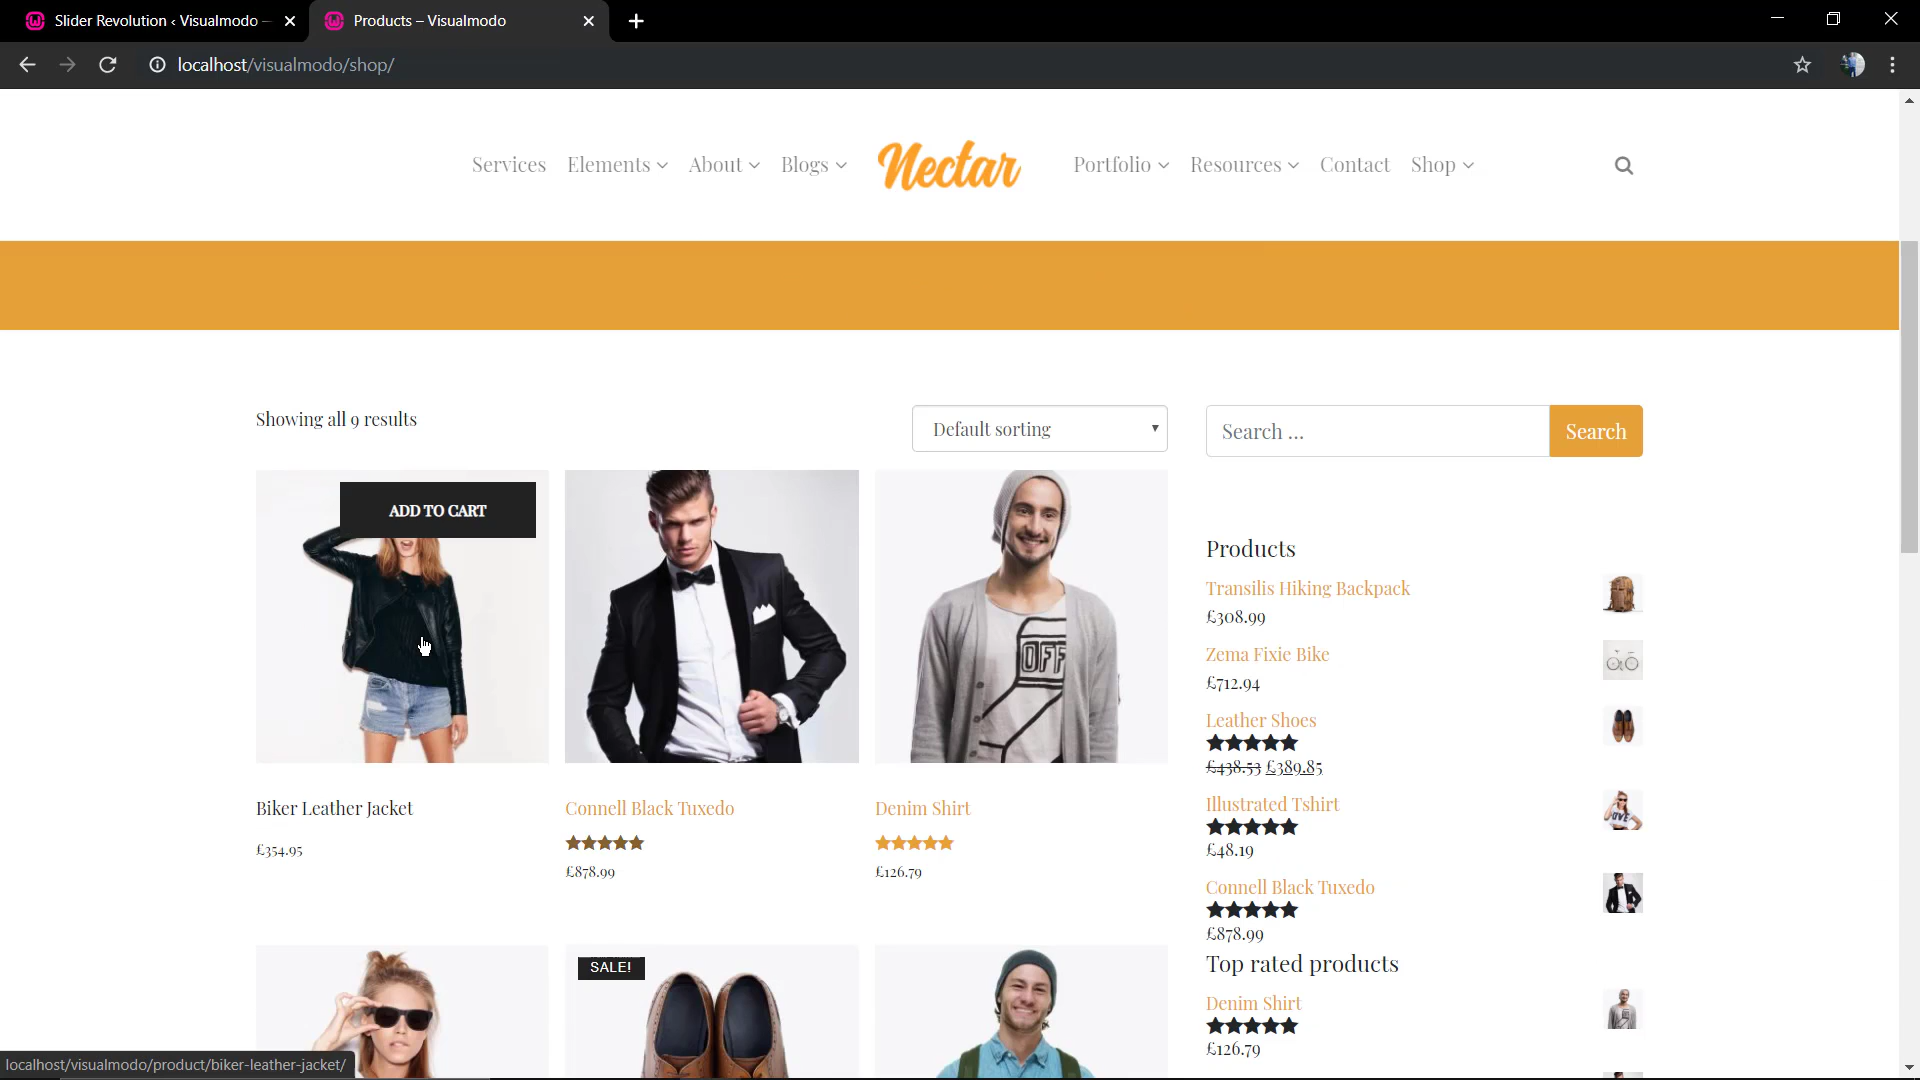 Slider Revolution ‹ Visualmodo —
Products – Visualmodo
localhost/visualmodo/shop/
Services
Elements
About
Blogs
Nectar
Portfolio
Resources
Contact
Shop
Showing all 9 results
Default sorting
Search ...
Search
ADD TO CART
OFF
Biker Leather Jacket
£354.95
Connell Black Tuxedo
£878.99
Denim Shirt
£126.79
SALE!
Products
Transilis Hiking Backpack
£308.99
Zema Fixie Bike
£712.94
Leather Shoes
£438.53 £389.85
Illustrated Tshirt
£48.19
Connell Black Tuxedo
£878.99
Top rated products
Denim Shirt
£126.79
localhost/visualmodo/product/biker-leather-jacket/